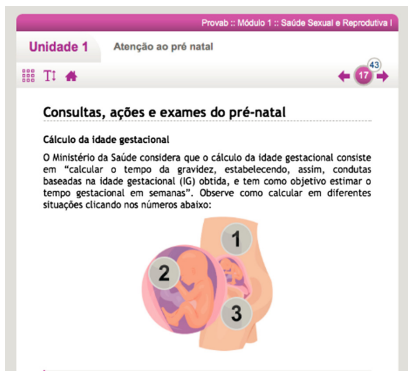 Provab :: Módulo 1 :: Saúde Sexual e Reprodutiva I
Unidade 1
Atenção ao pré natal
43
17
Consultas, ações e exames do pré-natal
Cálculo da idade gestacional
O Ministério da Saúde considera que o cálculo da idade gestacional consiste
em “calcular o tempo da gravidez, estabelecendo, assim, condutas
baseadas na idade gestacional (IG) obtida, e tem como objetivo estimar o
tempo gestacional em semanas”. Observe como calcular em diferentes
situações clicando nos números abaixo:
1
2
3